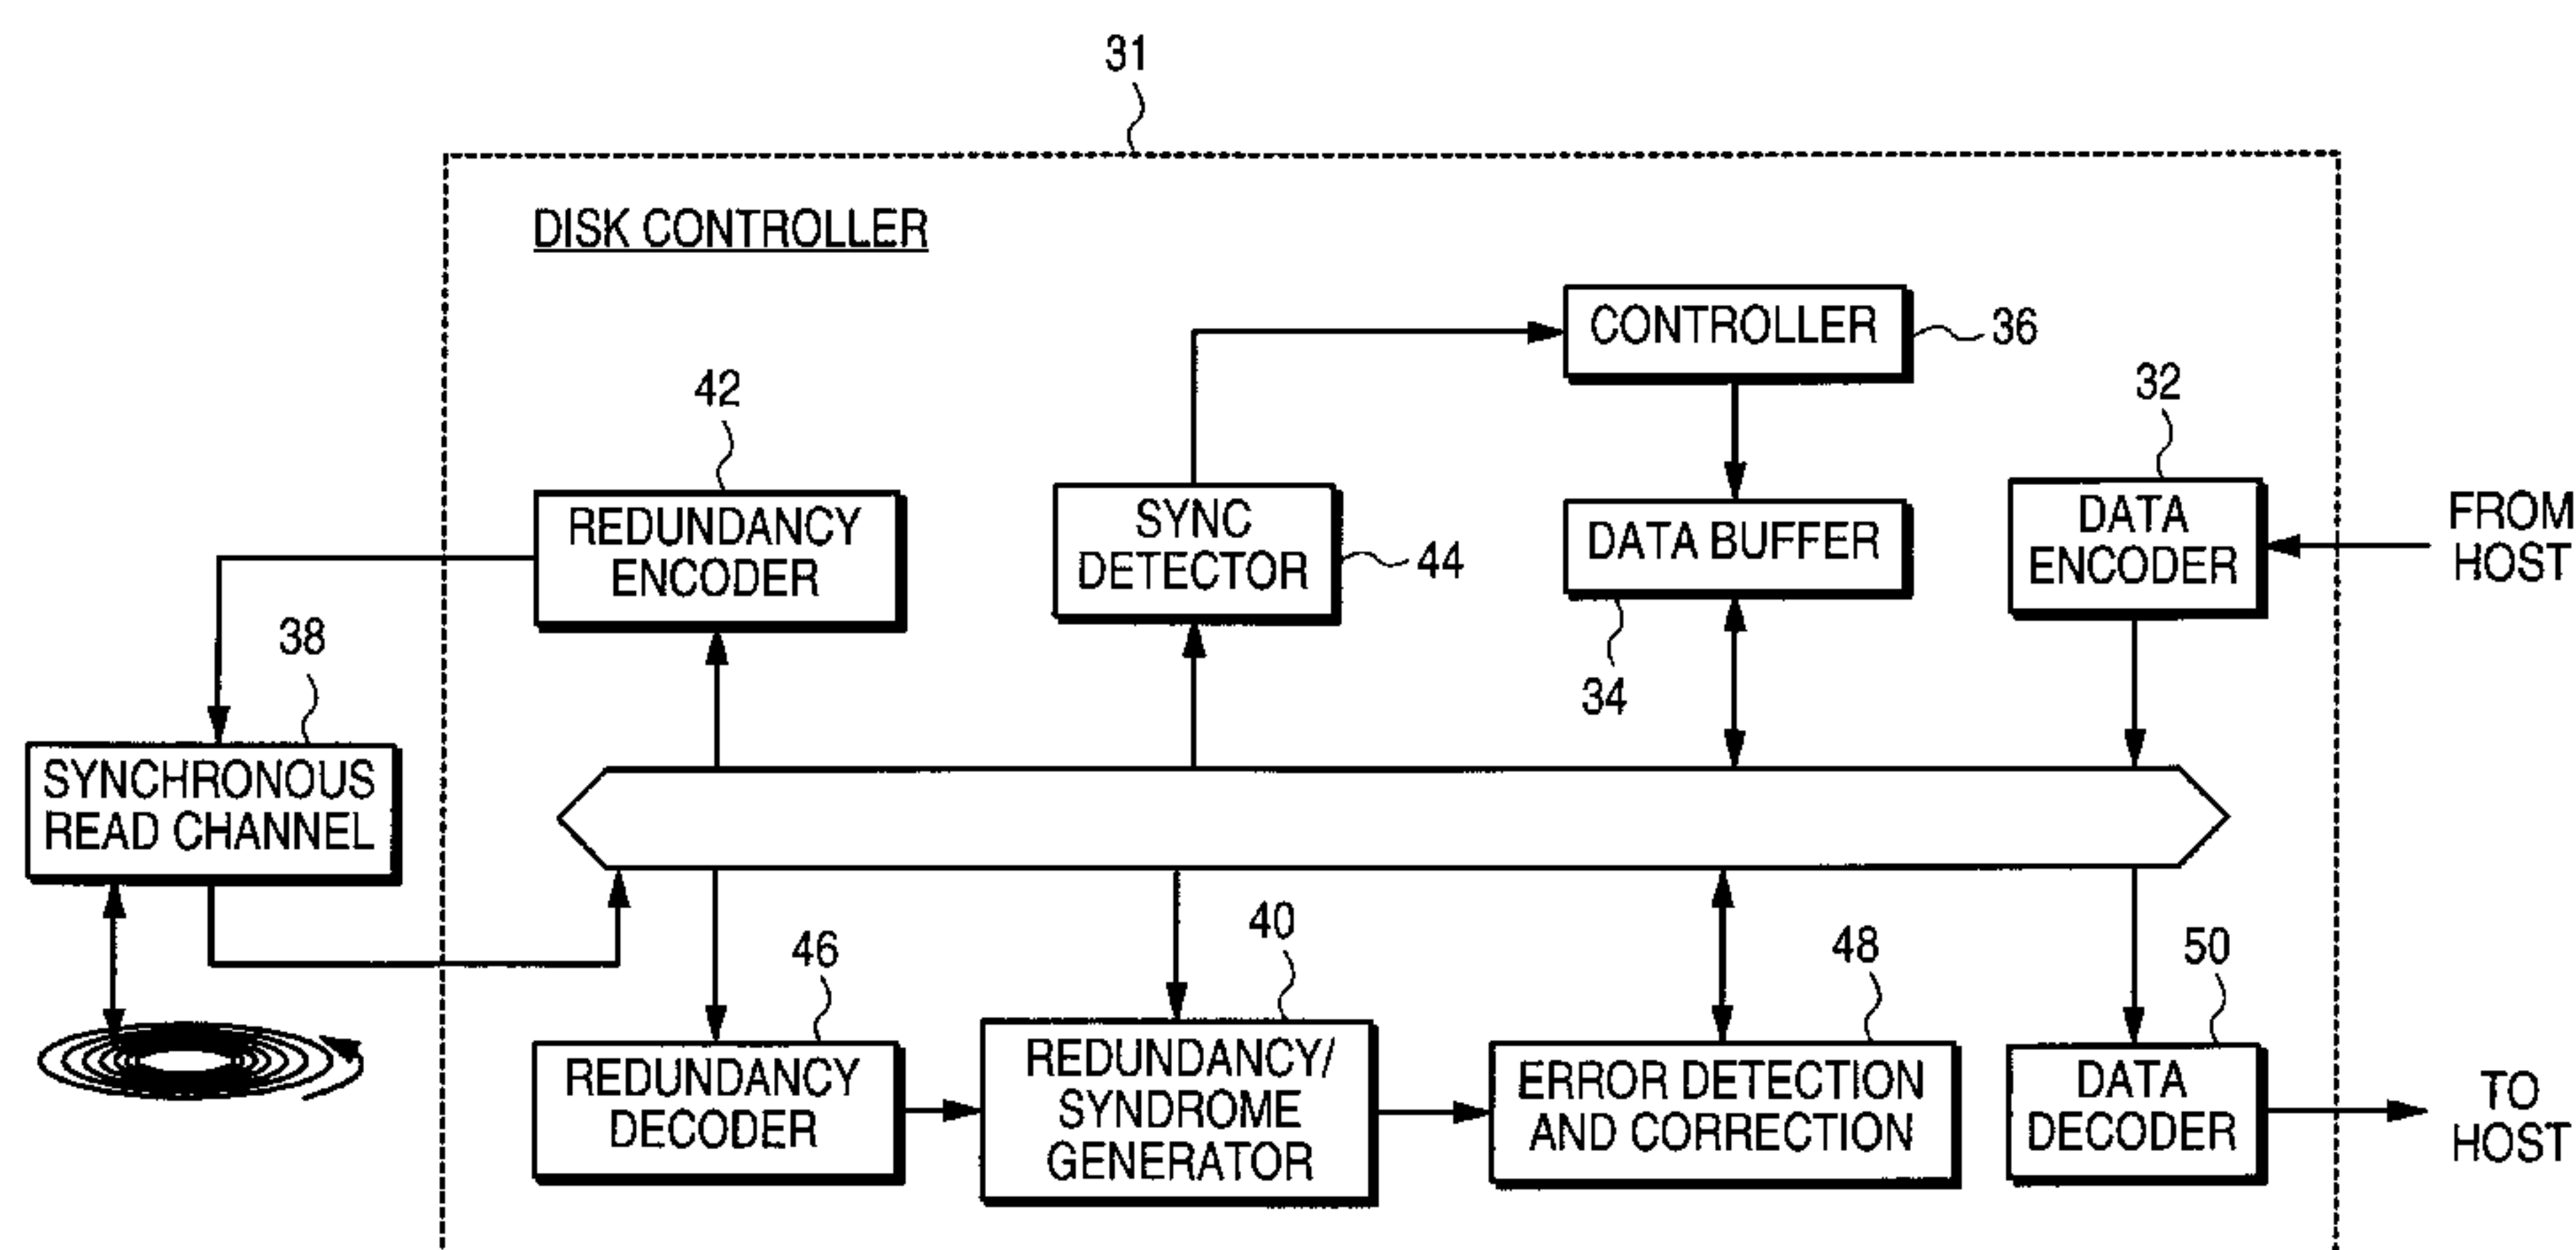 31
DISK CONTROLLER
CONTROLLER
36
42
32
REDUNDANCY
ENCODER
SYNC
DETECTOR
44
DATA BUFFER
34
DATA
ENCODER
FROM
HOST
38
SYNCHRONOUS
READ CHANNEL
46
40
48
50
REDUNDANCY
DECODER
REDUNDANCY/
SYNDROME
GENERATOR
ERROR DETECTION
AND CORRECTION
DATA
DECODER
TO
HOST